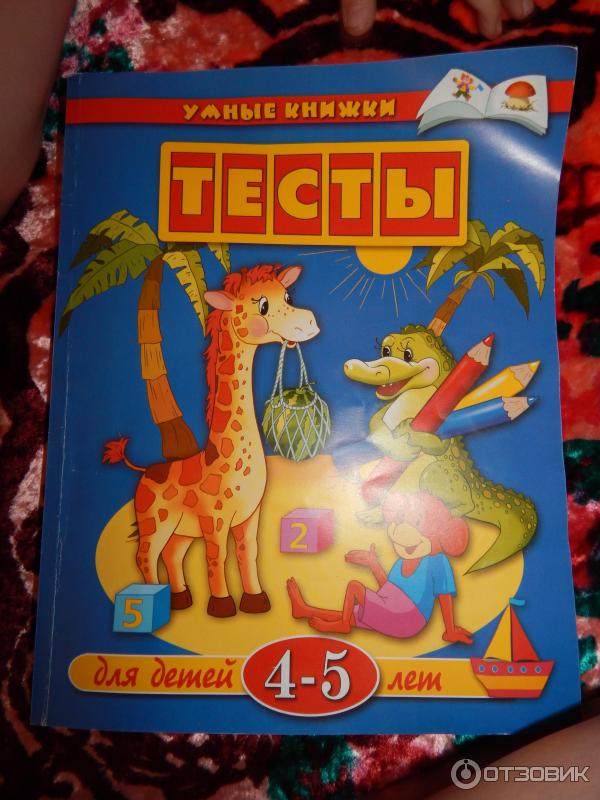 УМНЫЕ КНИЖКИ
ТЕСТЫ
2
5
для детей 4-5 лет
ОТЗОВИК